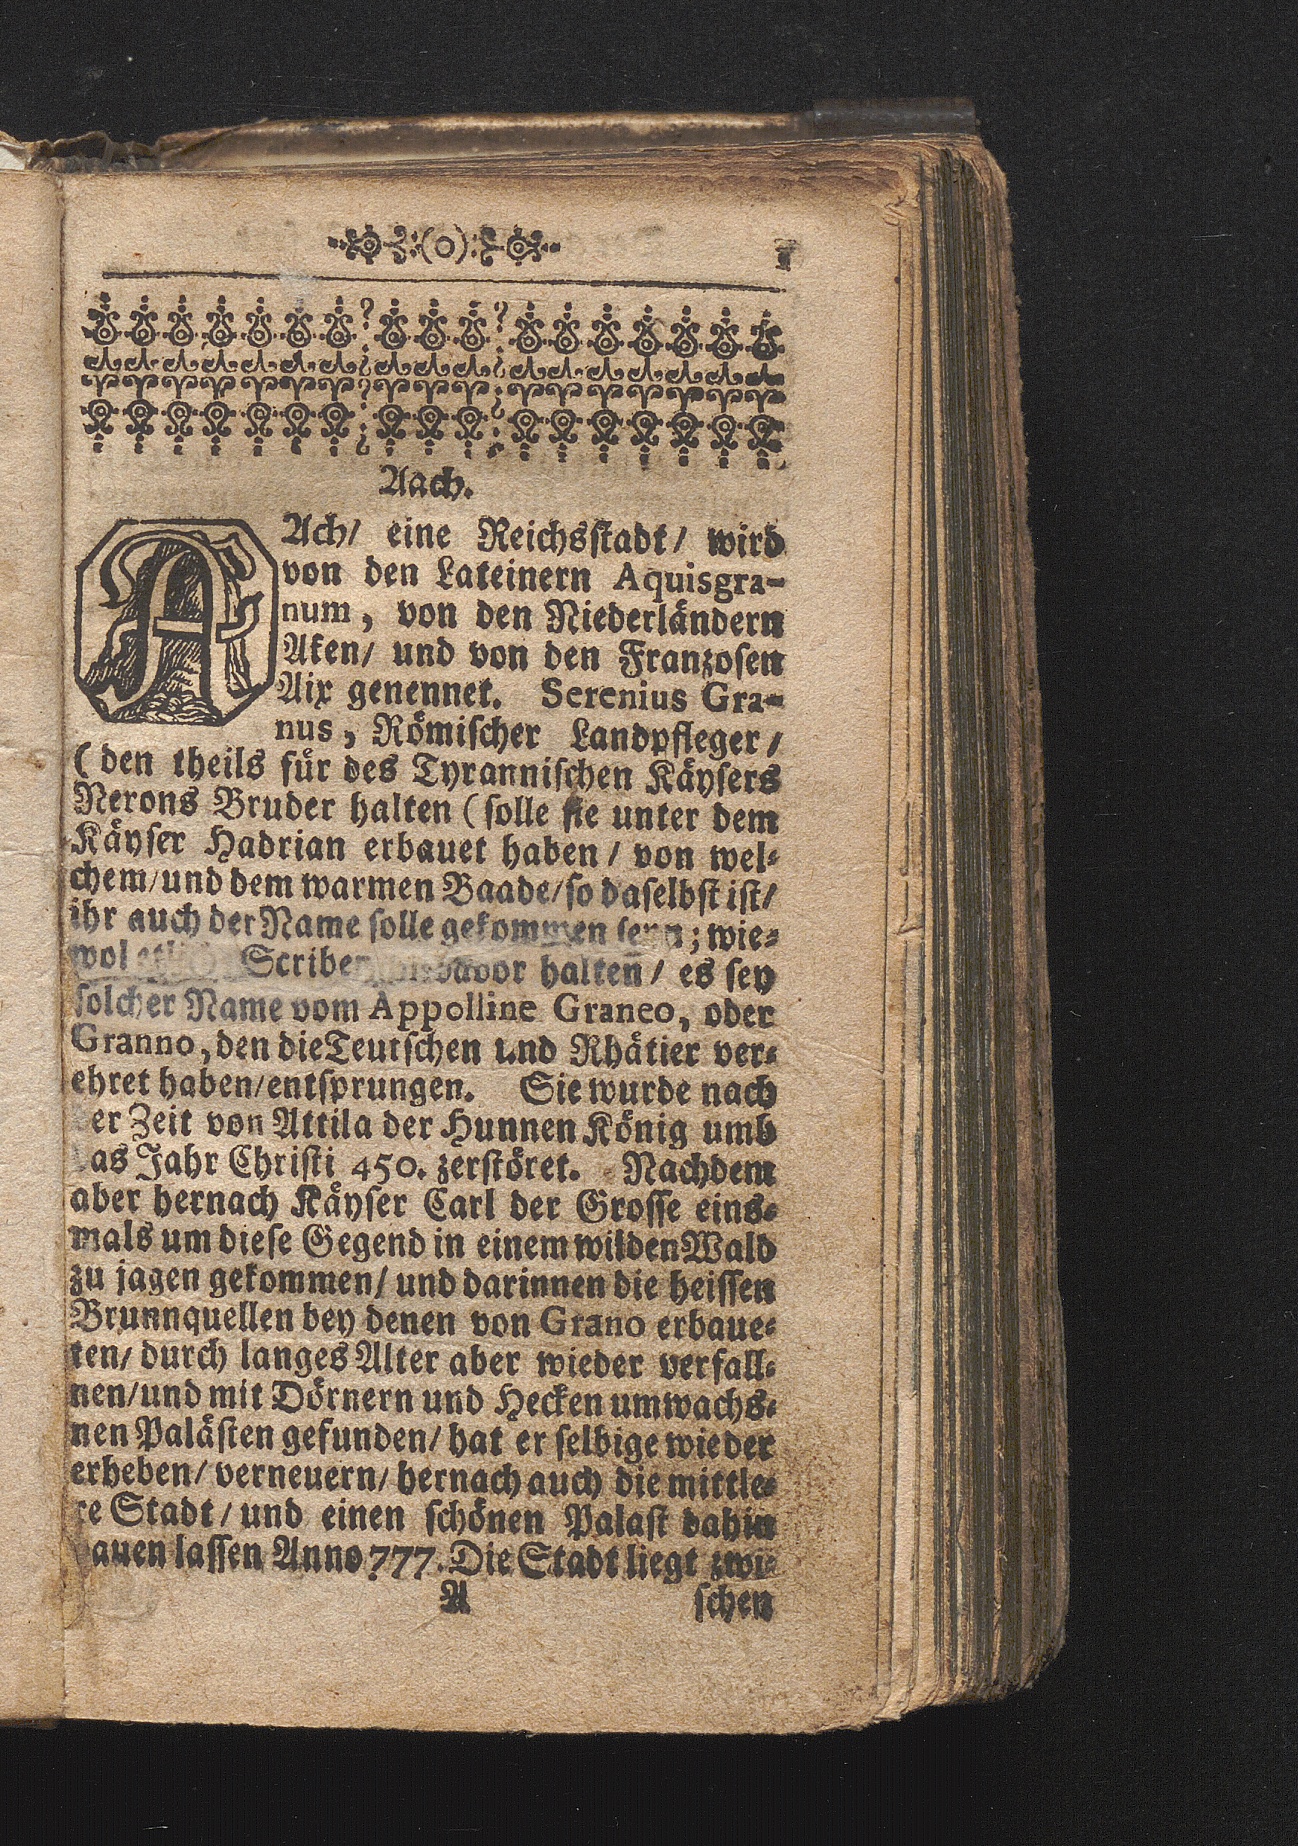 (o) 1
Aach.
AAch/ eine Reichsstadt/ wird
von den Lateinern Aquisgra-
num, von den Niederländern
Aken/ und von den Franzosen
Aix genennet. Serenius Gra-
nus, Römischer Landpfleger/
(den theils für des Tyrannischen Käysers
Nerons Bruder halten (solle sie unter dem
Käyser Hadrian erbauet haben/ von wel-
chem/ und dem warmen Baade/ so daselbst ist/
ihr auch der Name solle gekommen seyn; wie-
wol halten/ es sey
solcher Name vom Appolline Graneo, oder
Granno, den die Teutschen und Rhätier ver-
ehret haben/ entsprungen. Sie wurde nach
der Zeit von Attila der Hunnen König umb
das Jahr Christi 450. zerstöret. Nachdem
aber hernach Käyser Carl der Grosse eins-
mals um diese Gegend in einem wilden Wald
zu jagen gekommen/ und darinnen die heissen
Brunnquellen bey denen von Grano erbaue-
ten/ durch langes Alter aber wieder verfall-
nen/ und mit Dörnern und Hecken umwachs-
nen Palästen gefunden/ hat er selbige wieder
erheben/ verneuern/ hernach auch die mittle-
re Stadt/ und einen schönen Palast dahin
bauen lassen Anno 777. Die Stadt liegt zwi-
A schen